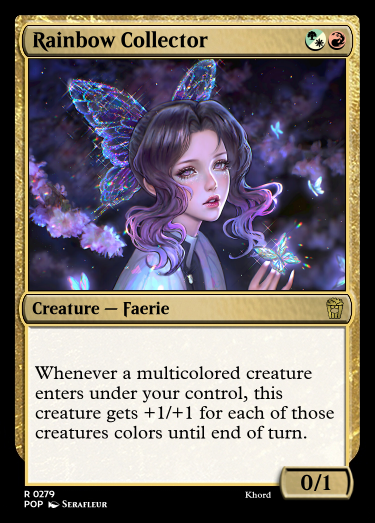 Rainbow Collector
Creature — Faerie
Whenever a multicolored creature
enters under your control, this
creature gets +1/+1 for each of those
creatures colors until end of turn.
0/1
R 0279
POP Serafleur
Khord